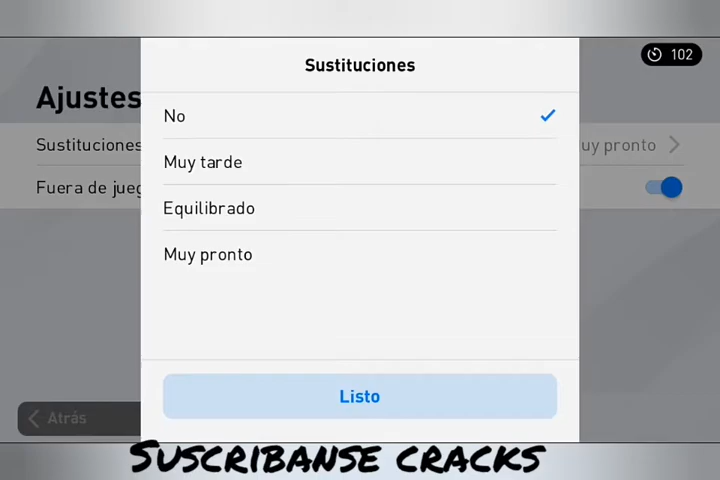 102
Sustituciones
Ajustes
No
Sustituciones
uy pronto
Muy tarde
Fuera de jueg
Equilibrado
Muy pronto
Listo
Atrás
SUSCRIBANSE CRACKS